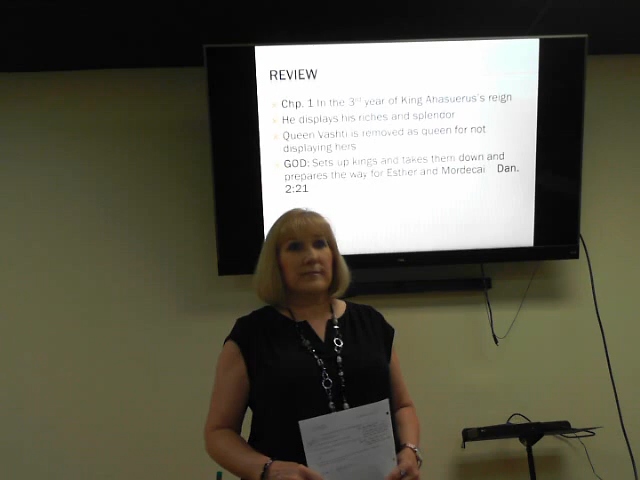 REVIEW
Chp. 1 In the 3rd year of King Ahasuerus's reign
He displays his riches and splendor
Queen Vashti is removed as queen for not
displaying hers
GOD: Sets up kings and takes them down and
prepares the way for Esther and Mordecai Dan.
2:21